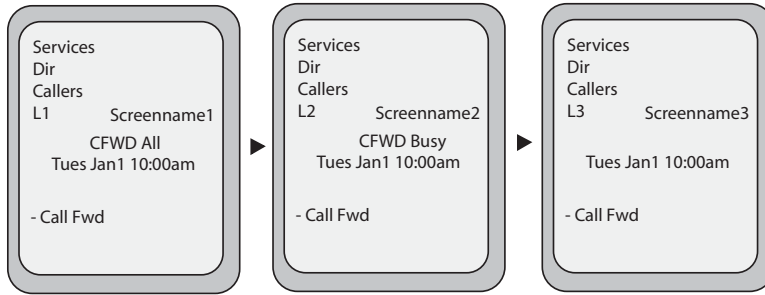 Services
Dir
Callers
L1 Screenname1
CFWD All
Tues Jan1 10:00am
- Call Fwd
Services
Dir
Callers
L2 Screenname2
CFWD Busy
Tues Jan1 10:00am
- Call Fwd
Services
Dir
Callers
L3 Screenname3
Tues Jan1 10:00am
- Call Fwd